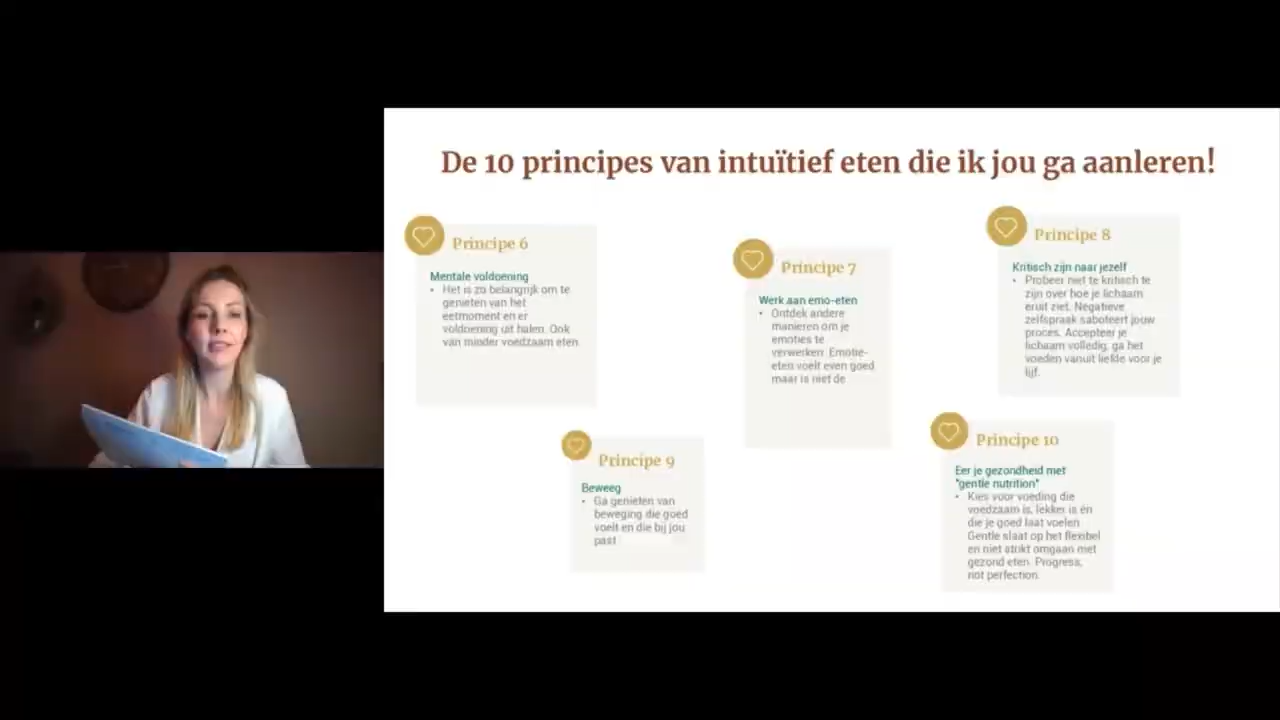 De 10 principes van intuïtief eten die ik jou ga aanleren!
Principe 6
Mentale voldoening
• Het is zo belangrijk om te
genieten van het
eetmoment en er
voldoening uit halen. Ook
van minder voedzaam eten.
Principe 7
Werk aan emo-eten
• Ontdek andere
manieren om je
emoties te
verwerken. Emotie-
eten voelt even goed
maar is niet de
Principe 8
Kritisch zijn naar jezelf
• Probeer niet te kritisch te
zijn over hoe je lichaam
eruit ziet. Negatieve
zelfspraak saboteert jouw
proces. Accepteer je
lichaam volledig, ga het
voeden vanuit liefde voor je
lijf.
Principe 9
Beweeg
• Ga genieten van
beweging die goed
voelt en die bij jou
past
Principe 10
Eer je gezondheid met
"gentle nutrition"
• Kies voor voeding die
voedzaam is, lekker is én
die je goed laat voelen.
Gentle slaat op het flexibel
en niet strikt omgaan met
gezond eten. Progress,
not perfection.